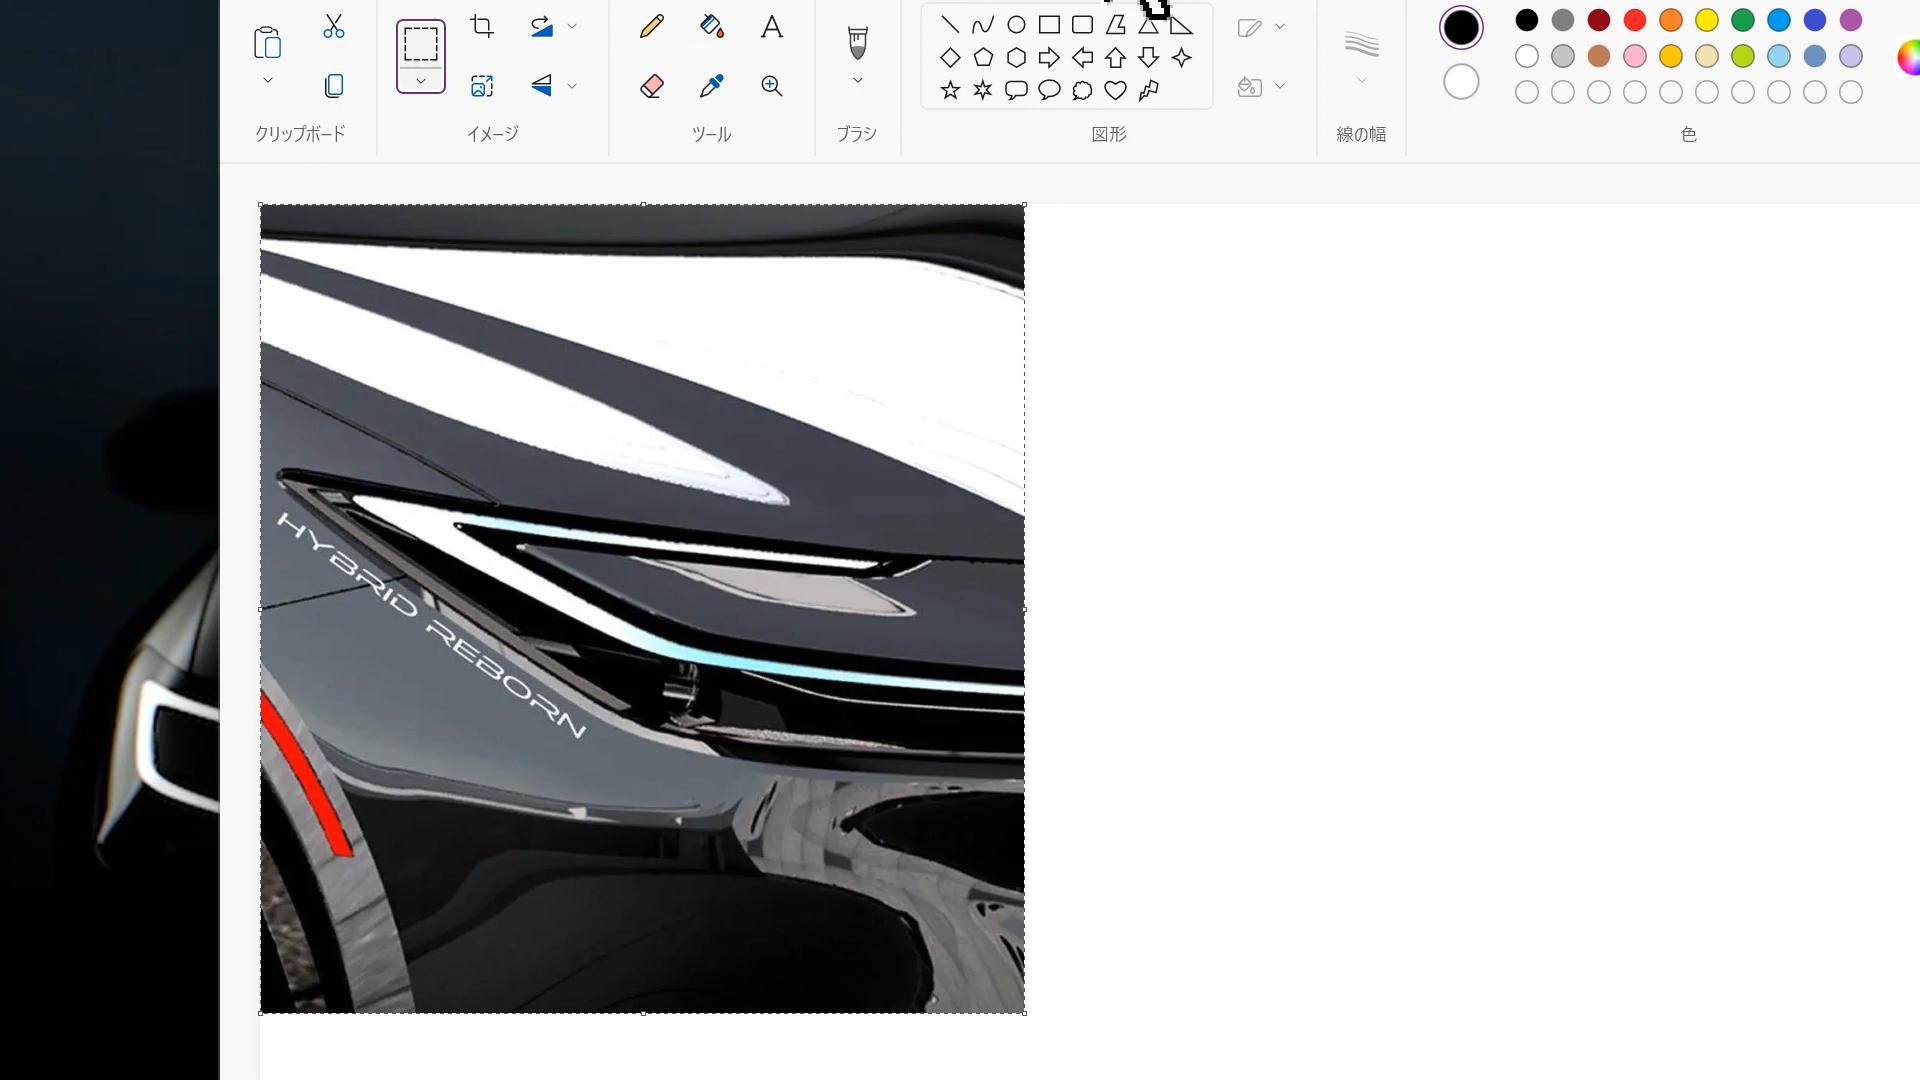 クリップボード
イメージ
ツール
ブラシ
図形
線の幅
色
HYBRID REBORN